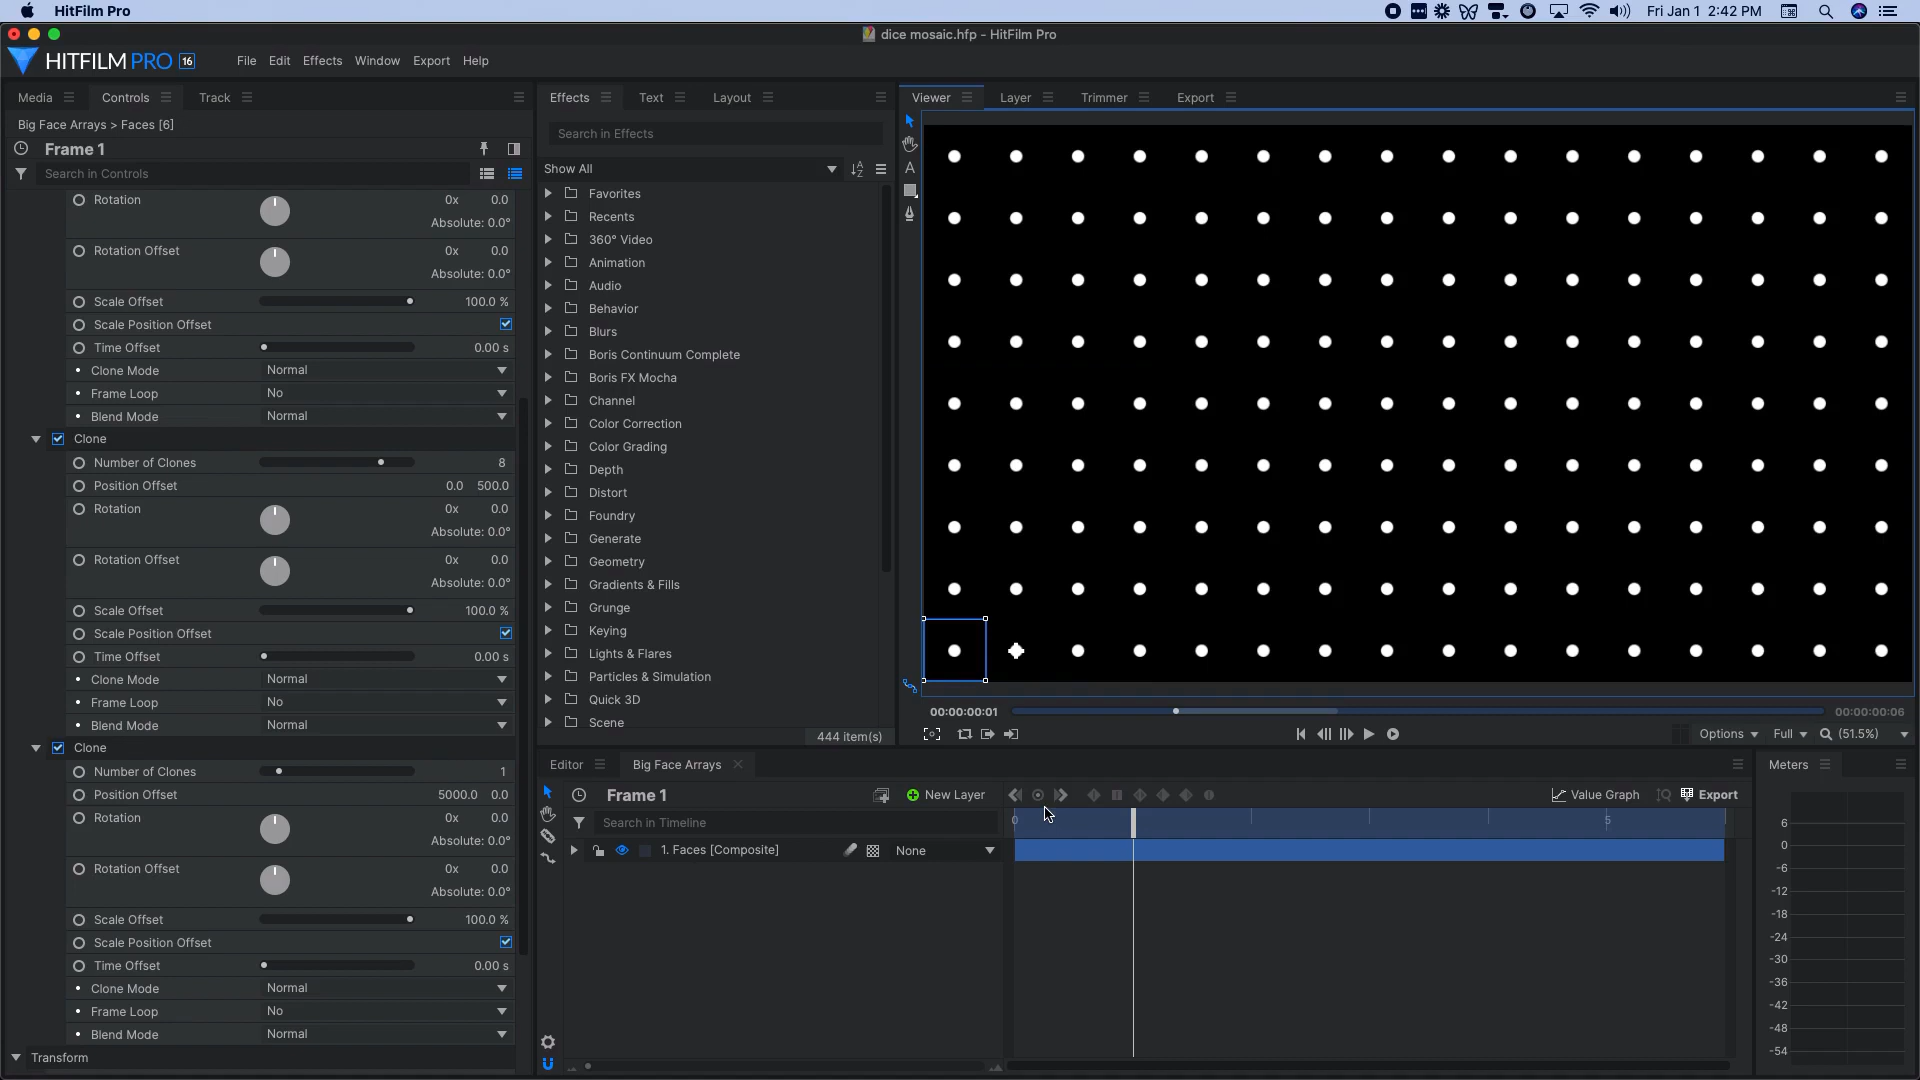 HitFilm Pro
Fri Jan 1 2:42 PM
dice mosaic.hfp - HitFilm Pro
HITFILM PRO 16
File Edit Effects Window Export Help
Media Controls Track
Big Face Arrays > Faces [6]
Frame 1
Search in Controls
Rotation 0x 0.0
Absolute: 0.0°
Rotation Offset 0x 0.0
Absolute: 0.0°
Scale Offset 100.0 %
Scale Position Offset
Time Offset 0.00 s
Clone Mode Normal
Frame Loop No
Blend Mode Normal
Clone
Number of Clones 8
Position Offset 0.0 500.0
Rotation 0x 0.0
Absolute: 0.0°
Rotation Offset 0x 0.0
Absolute: 0.0°
Scale Offset 100.0 %
Scale Position Offset
Time Offset 0.00 s
Clone Mode Normal
Frame Loop No
Blend Mode Normal
Clone
Number of Clones 1
Position Offset 5000.0 0.0
Rotation 0x 0.0
Absolute: 0.0°
Rotation Offset 0x 0.0
Absolute: 0.0°
Scale Offset 100.0 %
Scale Position Offset
Time Offset 0.00 s
Clone Mode Normal
Frame Loop No
Blend Mode Normal
Transform
Effects Text Layout
Search in Effects
Show All
Favorites
Recents
360° Video
Animation
Audio
Behavior
Blurs
Boris Continuum Complete
Boris FX Mocha
Channel
Color Correction
Color Grading
Depth
Distort
Foundry
Generate
Geometry
Gradients & Fills
Grunge
Keying
Lights & Flares
Particles & Simulation
Quick 3D
Scene
444 item(s)
Viewer Layer Trimmer Export
A
00:00:00:01
00:00:00:06
Options Full (51.5%)
Editor Big Face Arrays
Frame 1
New Layer
Value Graph
Export
Search in Timeline
0 5
1. Faces [Composite] None
Meters
6
0
-6
-12
-18
-24
-30
-36
-42
-48
-54